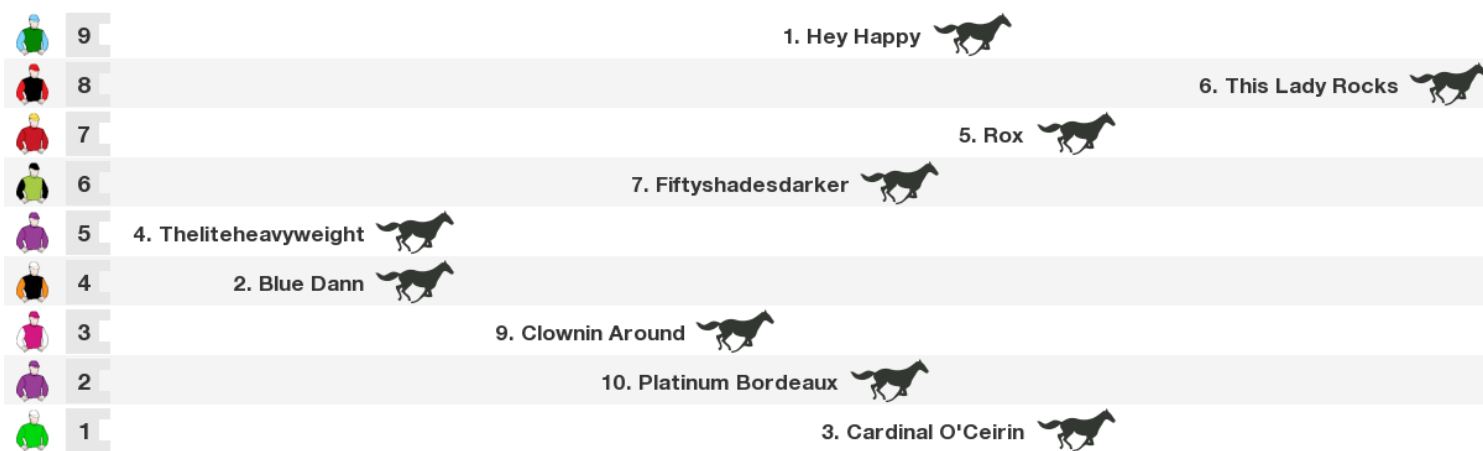 9 1. Hey Happy
8 6. This Lady Rocks
7 5. Rox
6 7. Fiftyshadesdarker
5 4. Theliteheavyweight
4 2. Blue Dann
3 9. Clownin Around
2 10. Platinum Bordeaux
1 3. Cardinal O'Ceirin